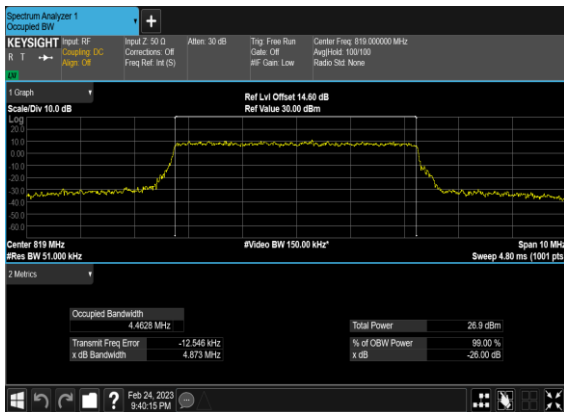 Spectrum Analyzer 1
Occupied BW
KEYSIGHT
R T
LW
Input: RF
Coupling: DC
Align: Off
Input Z: 50 Ω
Corrections: Off
Freq Ref: Int (S)
Atten: 30 dB
Trig: Free Run
Gate: Off
#IF Gain: Low
Center Freq: 819.000000 MHz
Avg|Hold: 100/100
Radio Std: None
1 Graph
Scale/Div 10.0 dB
Ref Lvl Offset 14.60 dB
Ref Value 30.00 dBm
Log
20.0
10.0
0.00
-10.0
-20.0
-30.0
-40.0
-50.0
-60.0
Center 819 MHz
#Video BW 150.00 kHz*
Span 10 MHz
#Res BW 51.000 kHz
Sweep 4.80 ms (1001 pts
2 Metrics
Occupied Bandwidth
4.4628 MHz
Total Power 26.9 dBm
Transmit Freq Error -12.546 kHz
% of OBW Power 99.00 %
x dB Bandwidth 4.873 MHz
x dB -26.00 dB
?
Feb 24, 2023
9:40:15 PM